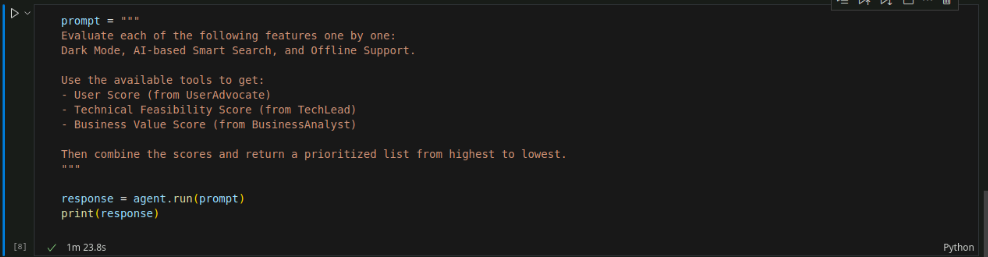 prompt = """
Evaluate each of the following features one by one:
Dark Mode, AI-based Smart Search, and Offline Support.
Use the available tools to get:
- User Score (from UserAdvocate)
- Technical Feasibility Score (from TechLead)
- Business Value Score (from BusinessAnalyst)
Then combine the scores and return a prioritized list from highest to lowest.
"""
response = agent.run(prompt)
print(response)
[8] 1m 23.8s Python